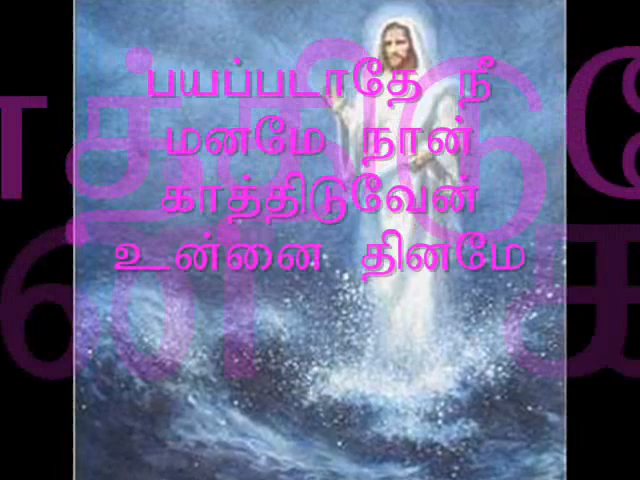 பயப்படாதே நீ
மனமே நான்
காத்திடுவேன்
உன்னை தினமே